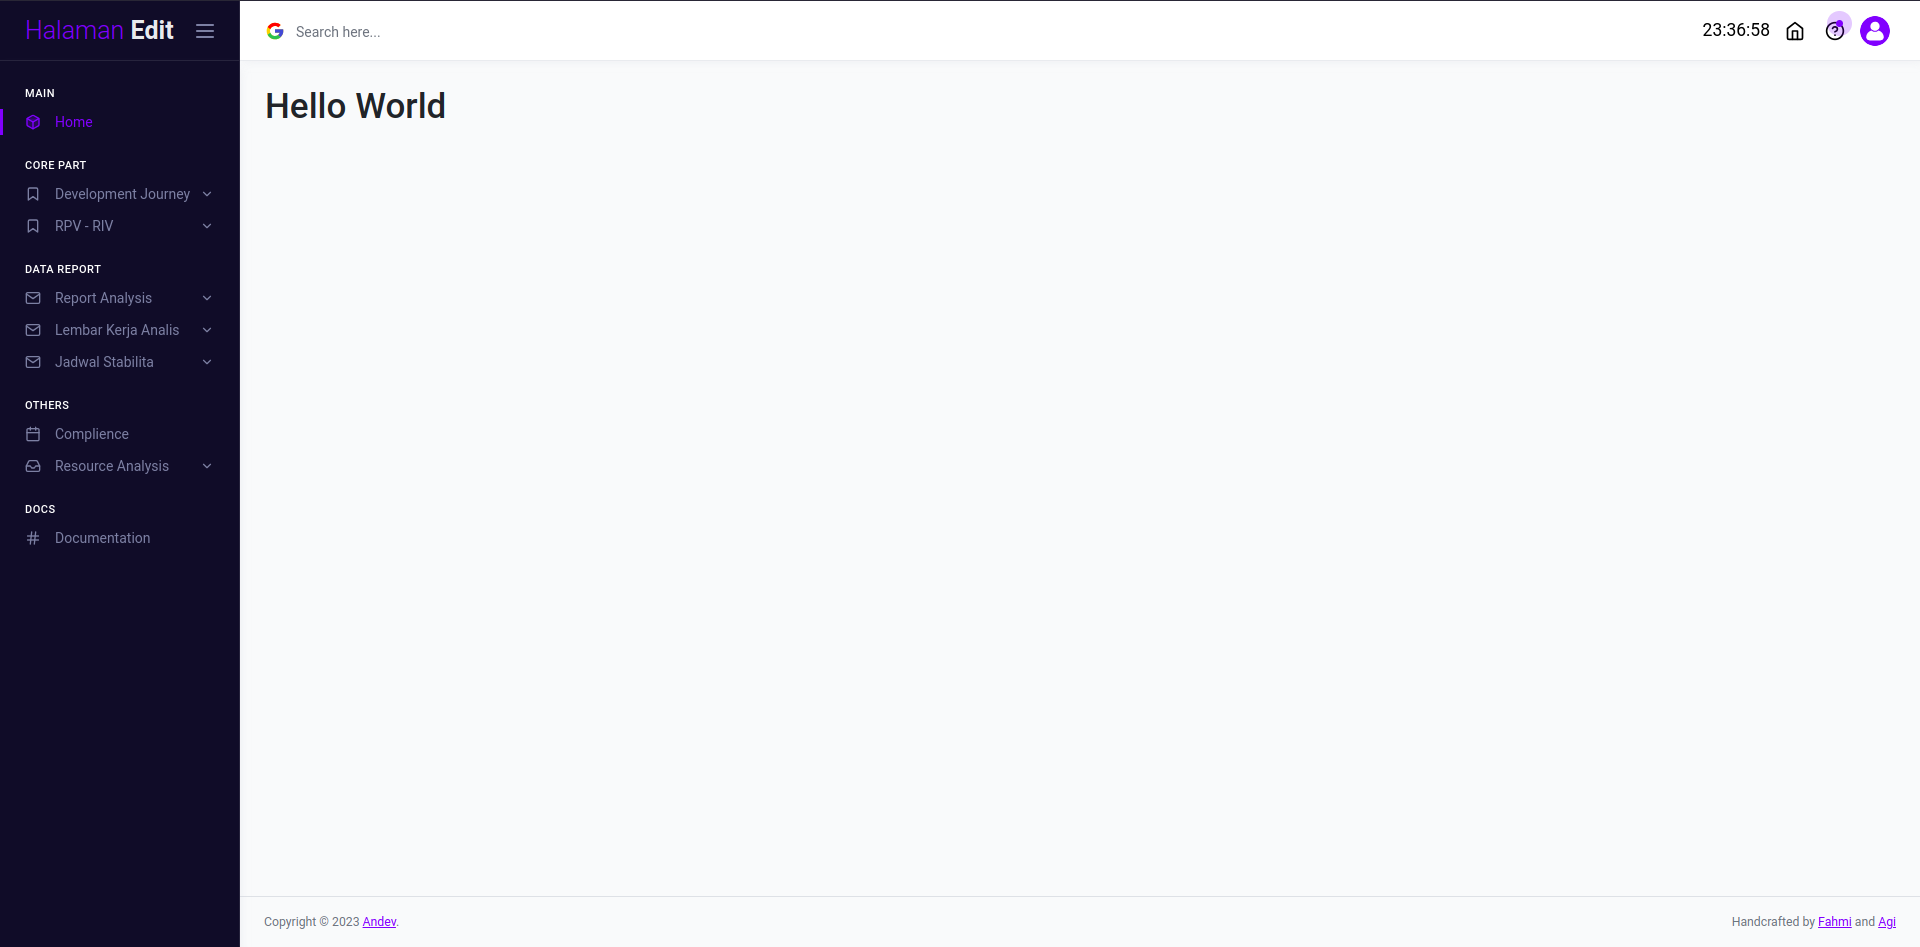 Halaman Edit
Search here...
23:36:58
MAIN
Home
CORE PART
Development Journey
RPV - RIV
DATA REPORT
Report Analysis
Lembar Kerja Analis
Jadwal Stabilita
OTHERS
Complience
Resource Analysis
DOCS
Documentation
Hello World
Copyright © 2023 Andev.
Handcrafted by Fahmi and Agi